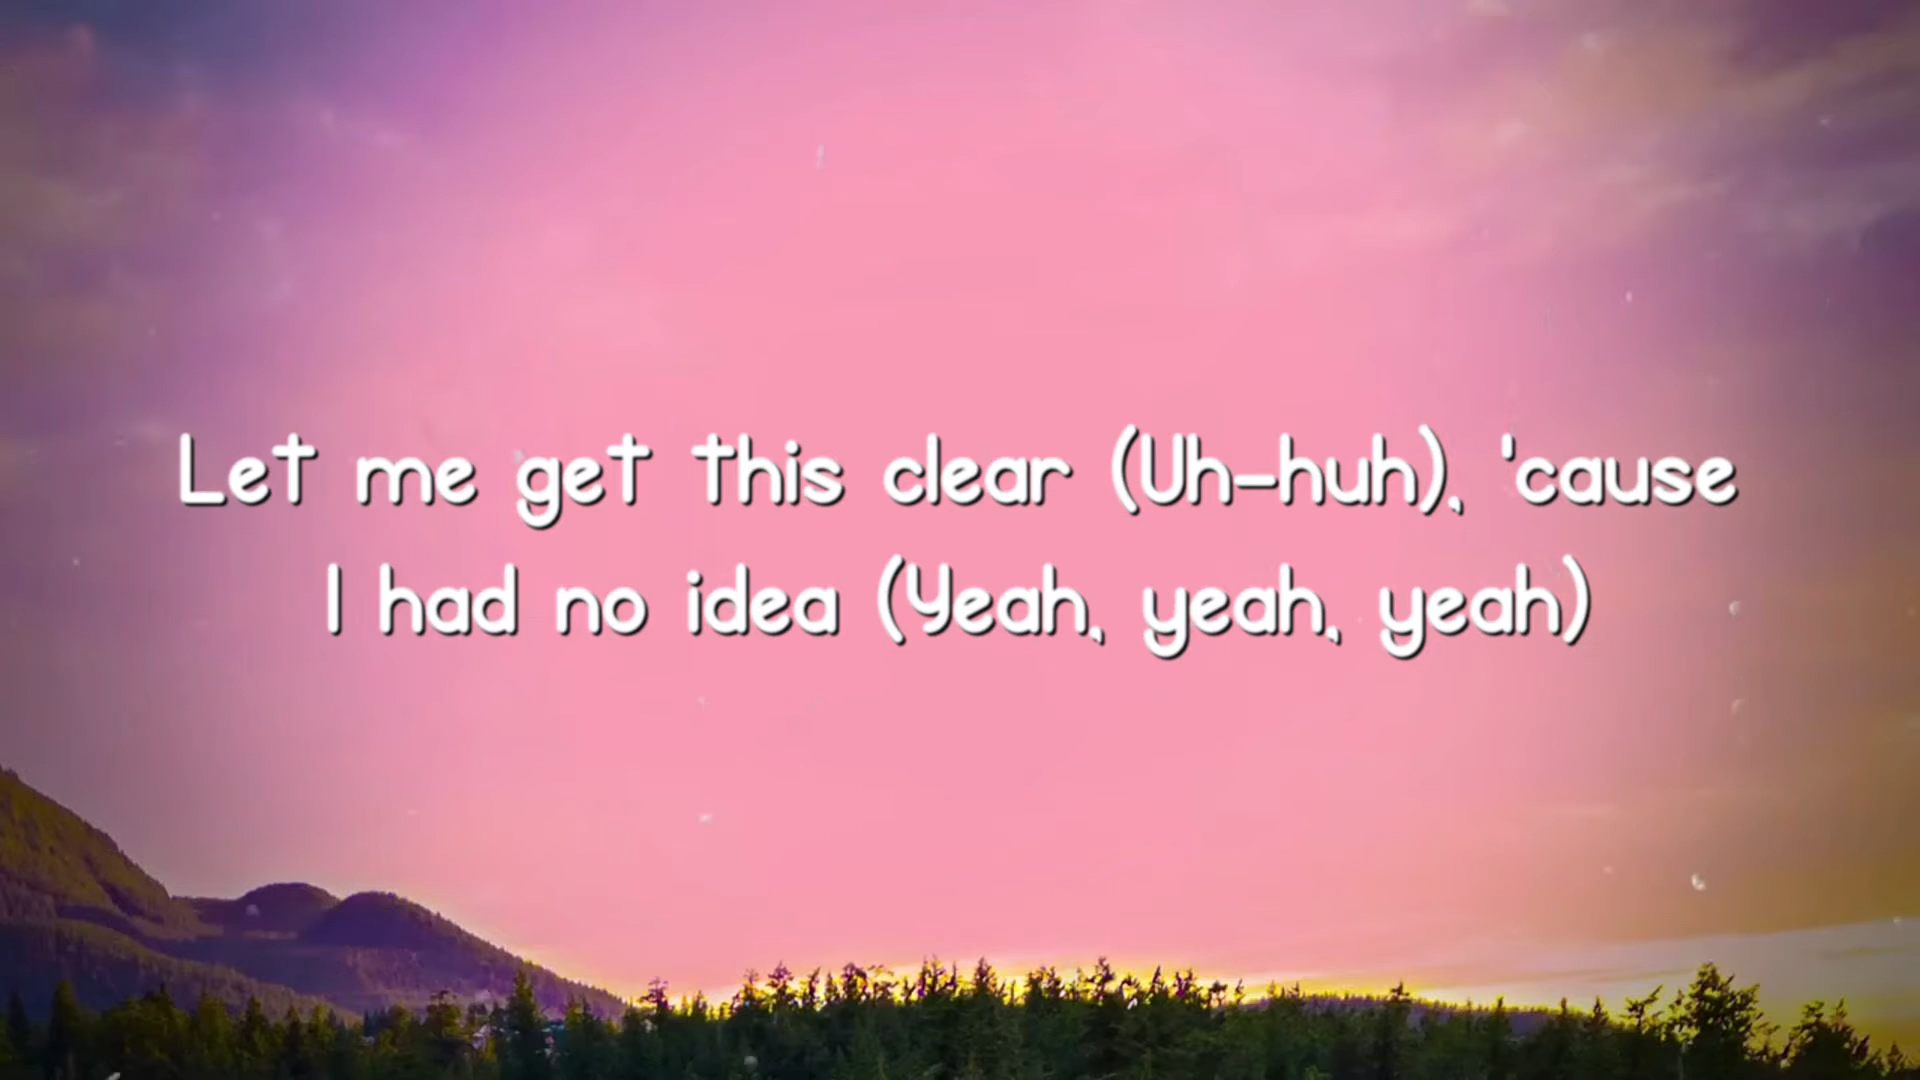 Let me get this clear (Uh-huh), 'cause
I had no idea (Yeah, yeah, yeah)